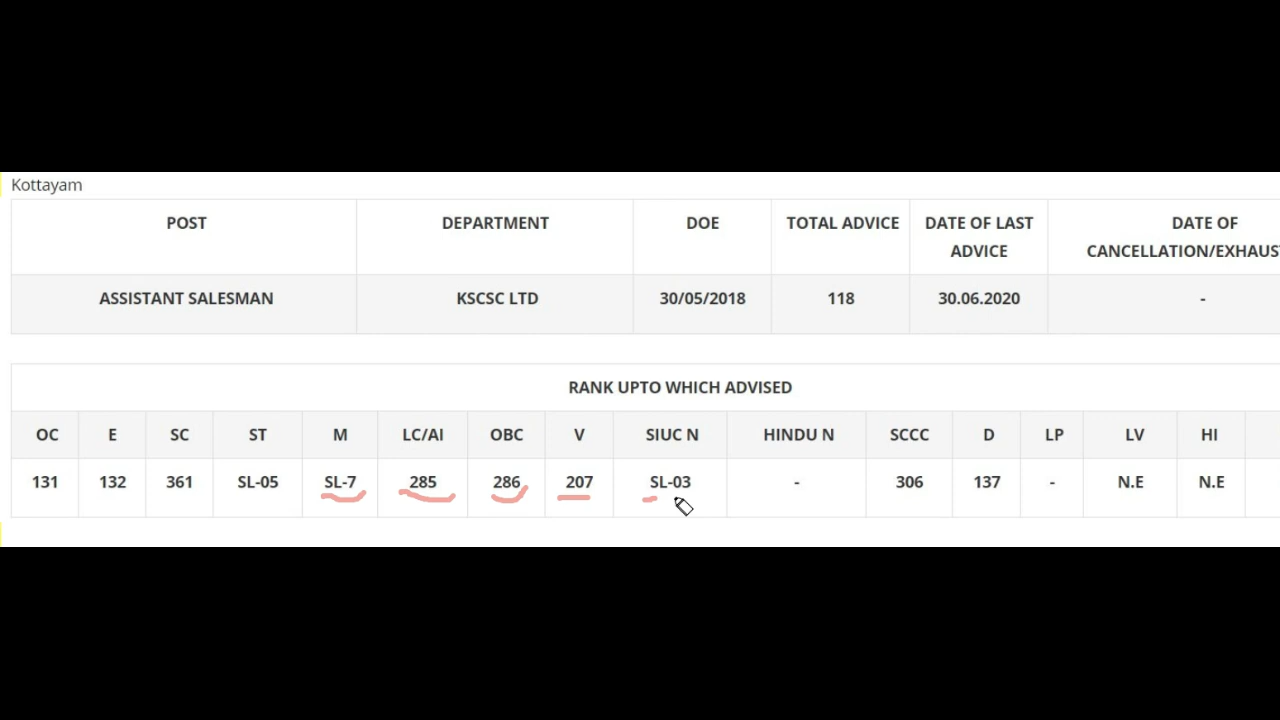 Kottayam
POST DEPARTMENT DOE TOTAL ADVICE DATE OF LAST ADVICE DATE OF CANCELLATION/EXHAUS
ASSISTANT SALESMAN KSCSC LTD 30/05/2018 118 30.06.2020 -
RANK UPTO WHICH ADVISED
OC E SC ST M LC/AI OBC V SIUC N HINDU N SCCC D LP LV HI
131 132 361 SL-05 SL-7 285 286 207 SL-03 - 306 137 - N.E N.E